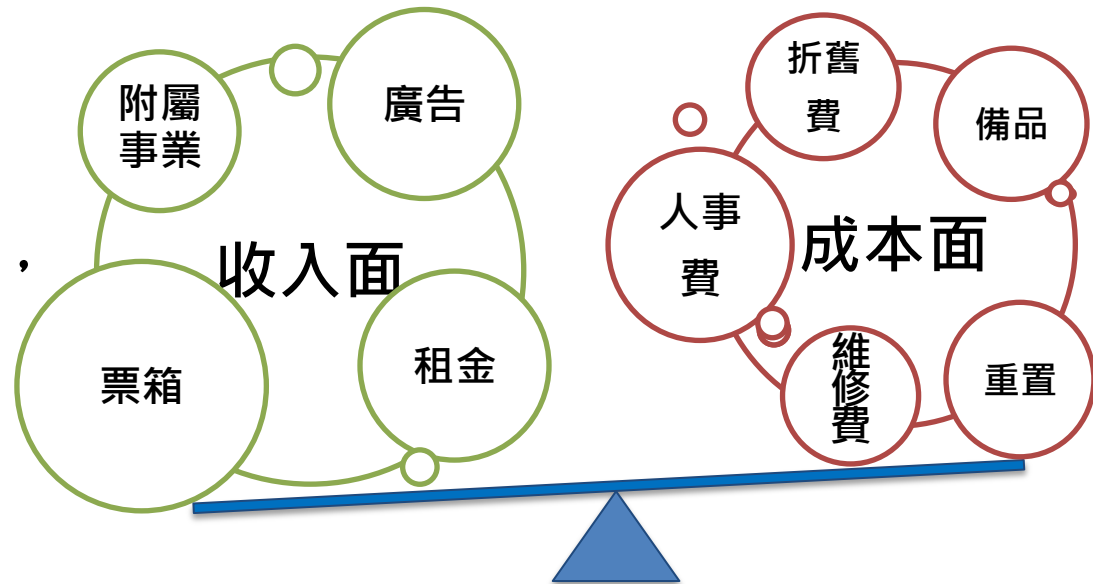 附屬
事業
廣告
收入面
,
票箱
租金
折舊
費
備品
人事
費
成本面
維
修
費
重置